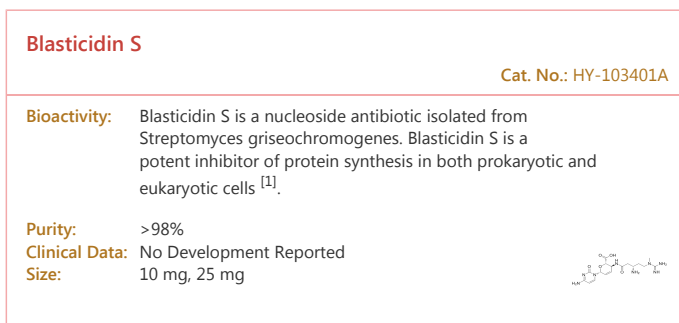 Blasticidin S
Cat. No.: HY-103401A
Bioactivity: Blasticidin S is a nucleoside antibiotic isolated from
Streptomyces griseochromogenes. Blasticidin S is a
potent inhibitor of protein synthesis in both prokaryotic and
eukaryotic cells [1].
Purity: >98%
Clinical Data: No Development Reported
Size: 10 mg, 25 mg